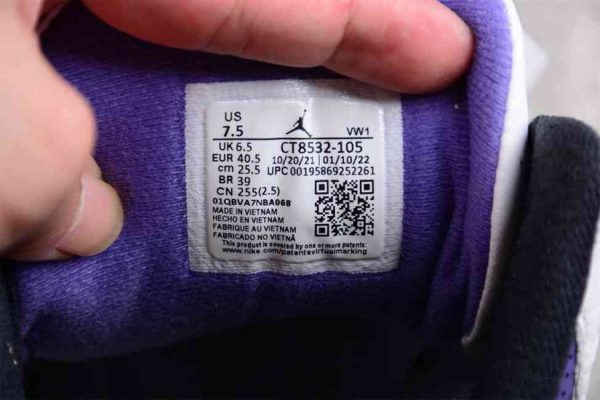 US
7.5
VW1
UK 6.5 CT8532-105
EUR 40.5 10/20/21 | 01/10/22
cm 25.5 UPC 00195869252261
BR 39
CN 255(2.5)
01QBVA7NBA068
MADE IN VIETNAM
HECHO EN VIETNAM
FABRIQUE AU VIETNAM
FABRICADO NO VIETNÃ
This product is covered by one or more patents:
www.nike.com/patentsvirtualmarking